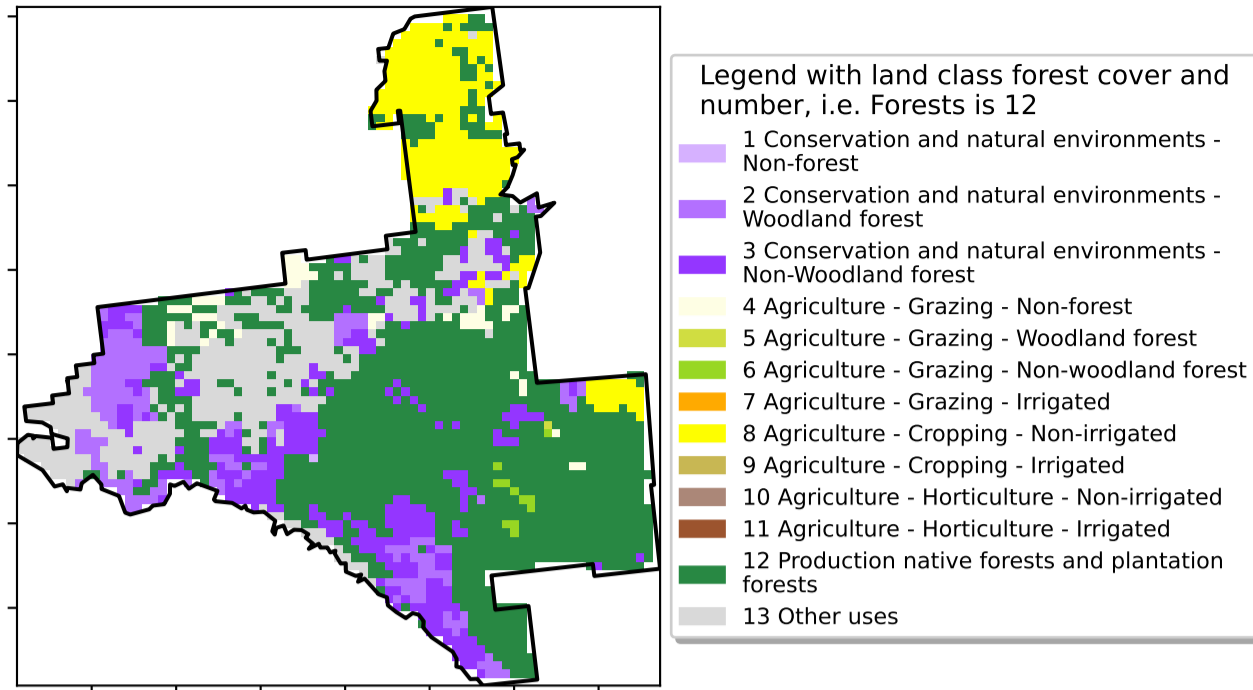 Legend with land class forest cover and
number, i.e. Forests is 12
1 Conservation and natural environments -
Non-forest
2 Conservation and natural environments -
Woodland forest
3 Conservation and natural environments -
Non-Woodland forest
4 Agriculture - Grazing - Non-forest
5 Agriculture - Grazing - Woodland forest
6 Agriculture - Grazing - Non-woodland forest
7 Agriculture - Grazing - Irrigated
8 Agriculture - Cropping - Non-irrigated
9 Agriculture - Cropping - Irrigated
10 Agriculture - Horticulture - Non-irrigated
11 Agriculture - Horticulture - Irrigated
12 Production native forests and plantation
forests
13 Other uses